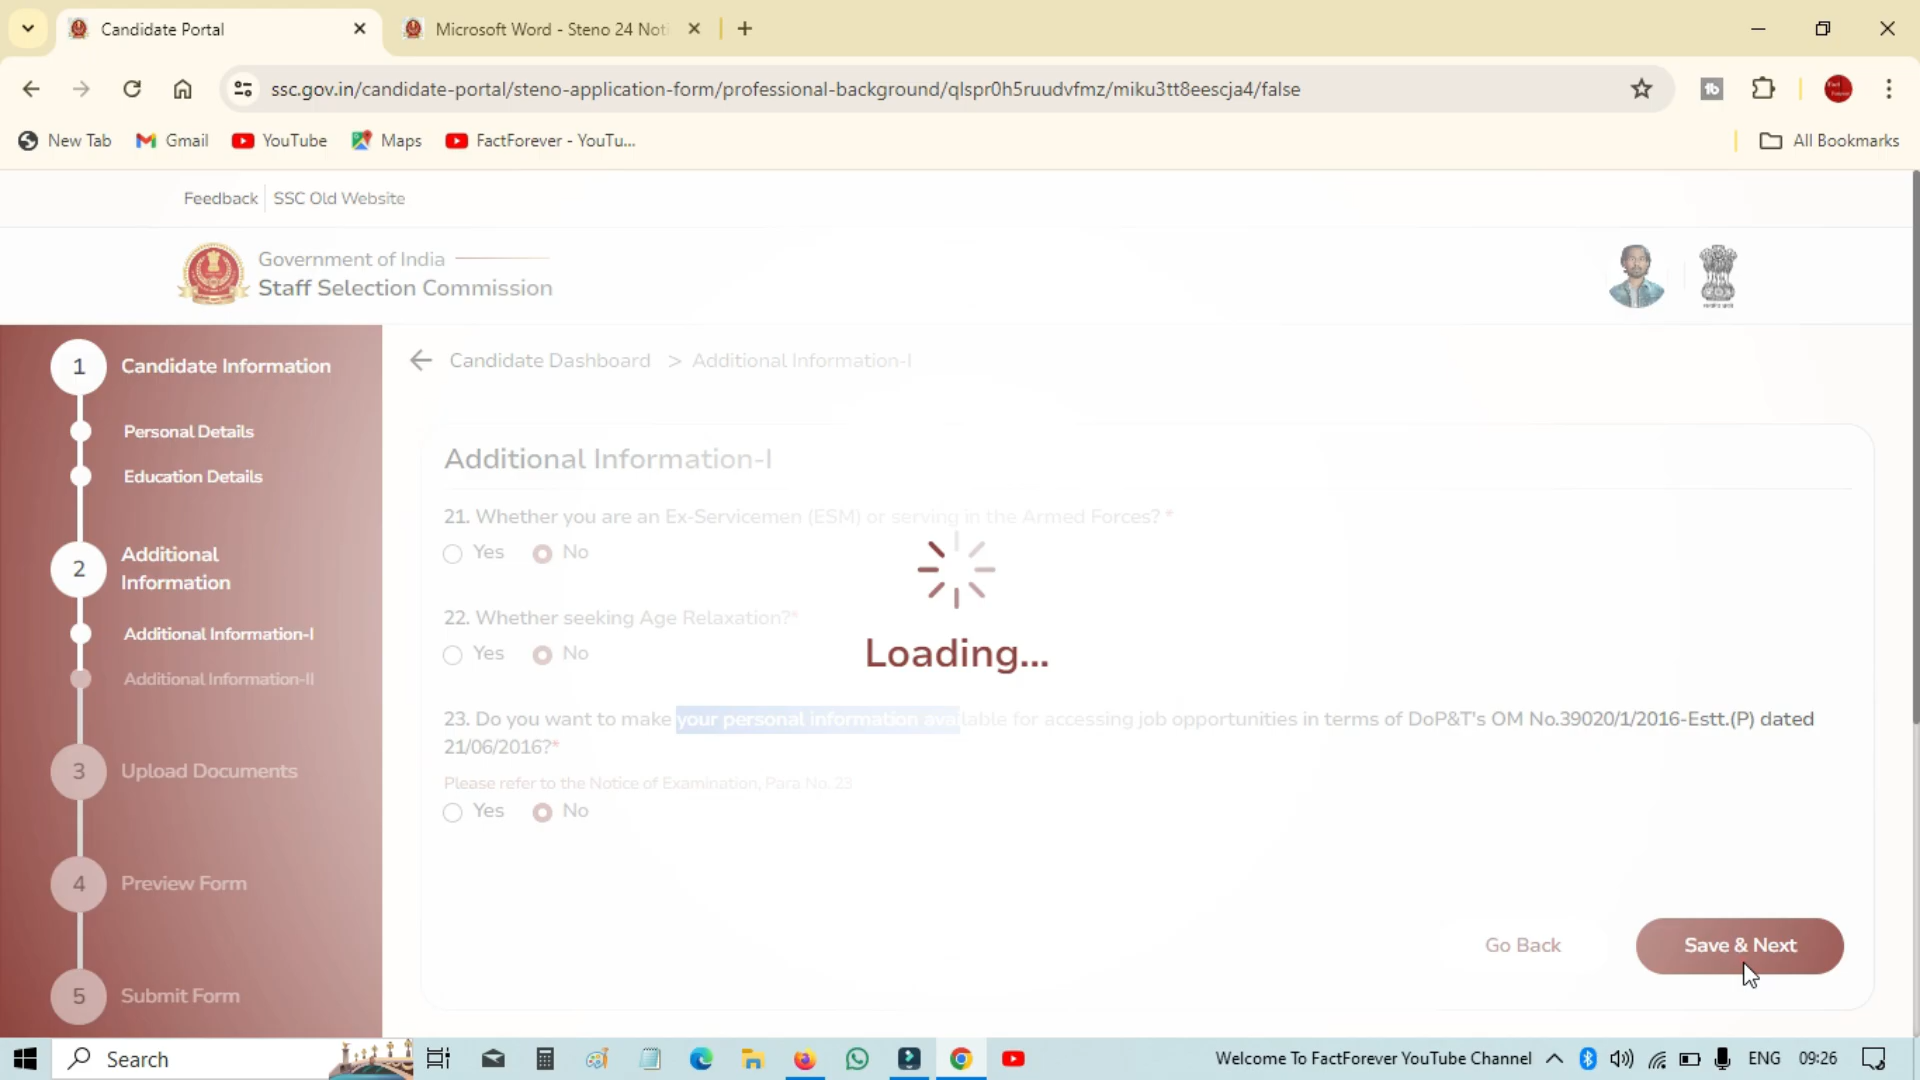 Candidate Portal
Microsoft Word - Steno 24 Noti
ssc.gov.in/candidate-portal/steno-application-form/professional-background/qlspr0h5ruudvfmz/miku3tt8eescja4/false
New Tab
Gmail
YouTube
Maps
FactForever - YouTu...
All Bookmarks
Feedback
SSC Old Website
Government of India
Staff Selection Commission
1
Candidate Information
Personal Details
Education Details
2
Additional
Information
Additional Information-I
Additional Information-II
3
Upload Documents
4
Preview Form
5
Submit Form
Candidate Dashboard > Additional Information-I
Additional Information-I
21. Whether you are an Ex-Servicemen (ESM) or serving in the Armed Forces? *
Yes No
22. Whether seeking Age Relaxation?*
Yes No
Loading...
23. Do you want to make your personal information available for accessing job opportunities in terms of DoP&T's OM No.39020/1/2016-Estt.(P) dated
21/06/2016?*
Please refer to the Notice of Examination, Para No. 23
Yes No
Go Back
Save & Next
Search
Welcome To FactForever YouTube Channel
ENG
09:26